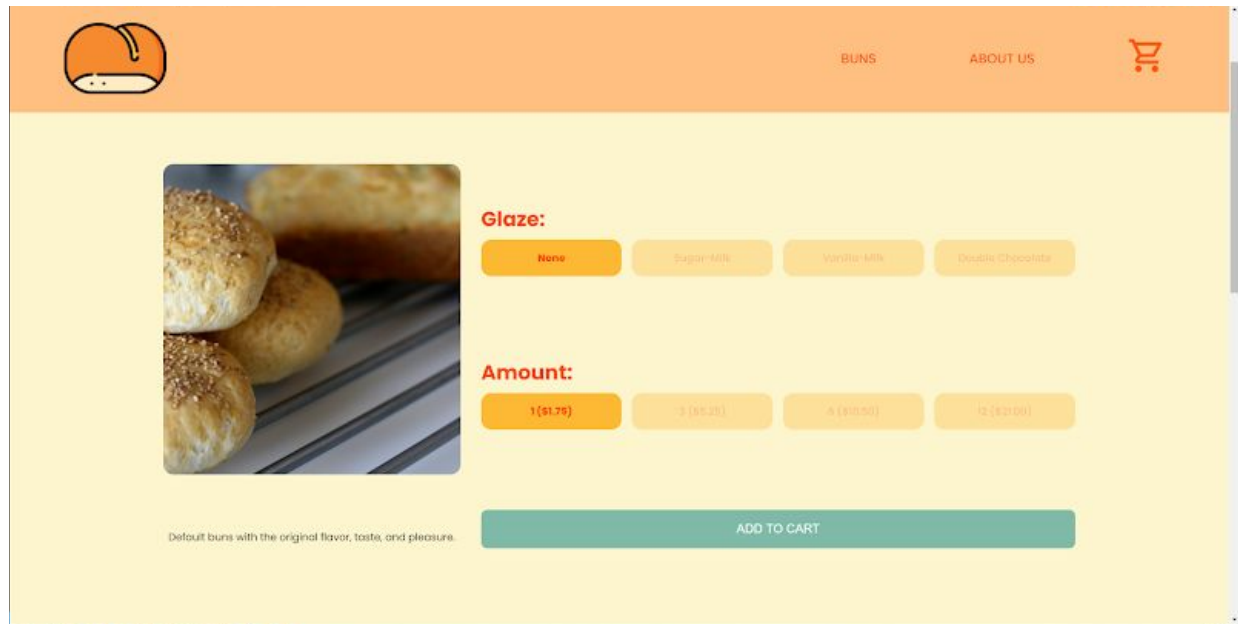 BUNS
ABOUT US
Glaze:
None
Sugar-Milk
Vanilla-Milk
Double Chocolate
Amount:
1 ($1.75)
3 ($5.25)
6 ($10.50)
12 ($21.00)
ADD TO CART
Default buns with the original flavor, taste, and pleasure.